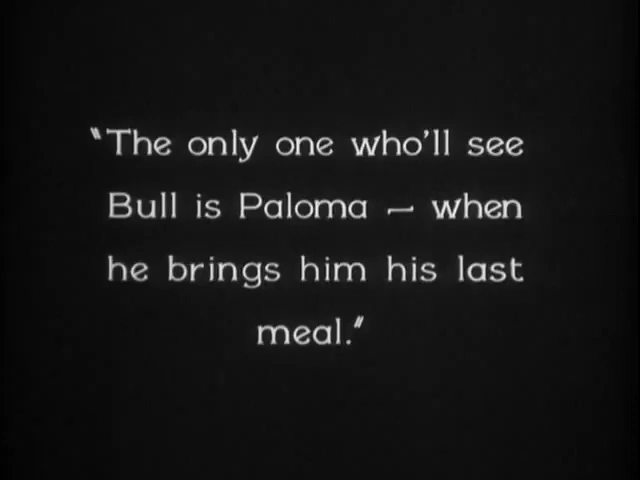 "The only one who'll see
Bull is Paloma — when
he brings him his last
meal."